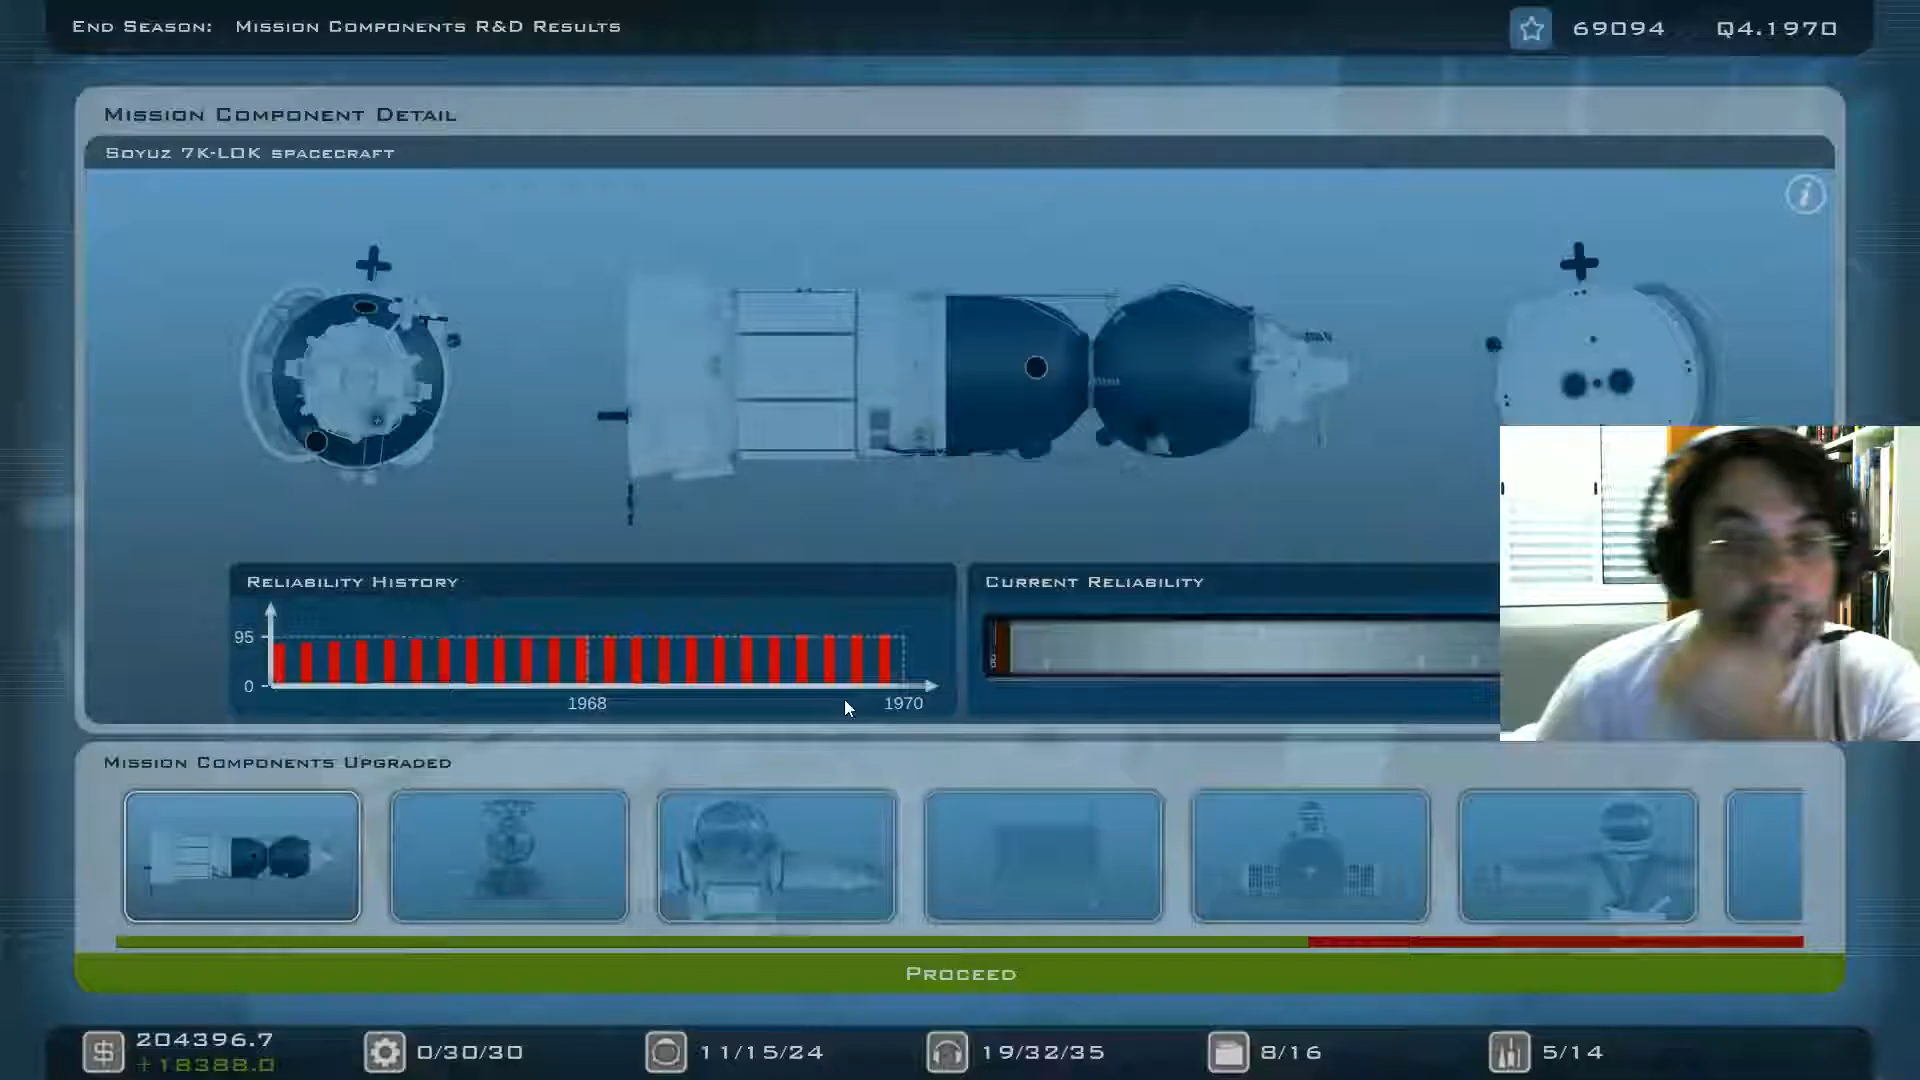 End Season: Mission Components R&D Results
69094 Q4.1970
Mission Component Detail
Soyuz 7K-LOK spacecraft
i
Reliability History
95
0
1968
1970
Current Reliability
Mission Components Upgraded
Proceed
204396.7
+18388.0
0/30/30
11/15/24
19/32/35
8/16
5/14